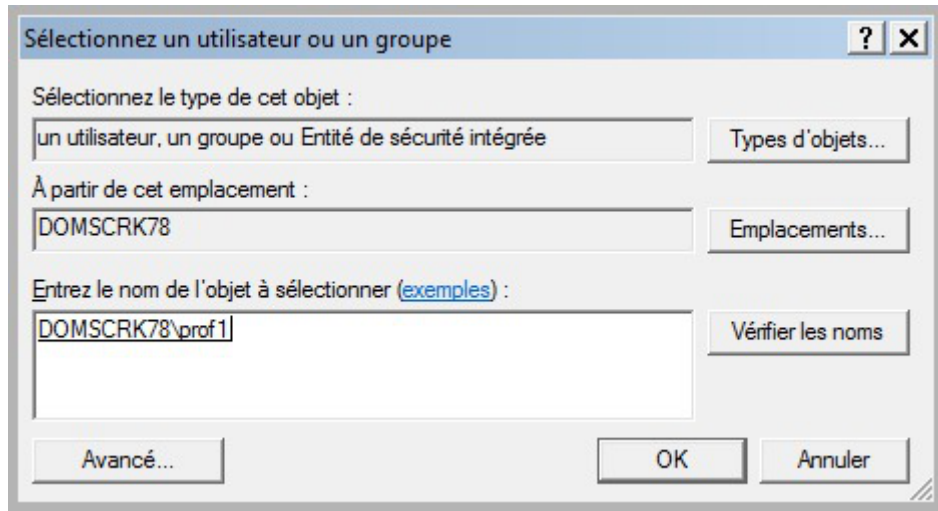 Sélectionnez un utilisateur ou un groupe
Sélectionnez le type de cet objet :
un utilisateur, un groupe ou Entité de sécurité intégrée
Types d'objets...
À partir de cet emplacement :
DOMSCRK78
Emplacements...
Entrez le nom de l'objet à sélectionner (exemples) :
DOMSCRK78\prof1
Vérifier les noms
Avancé...
OK
Annuler